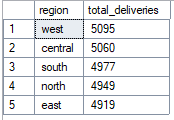 region total_deliveries
1 west 5095
2 central 5060
3 south 4977
4 north 4949
5 east 4919